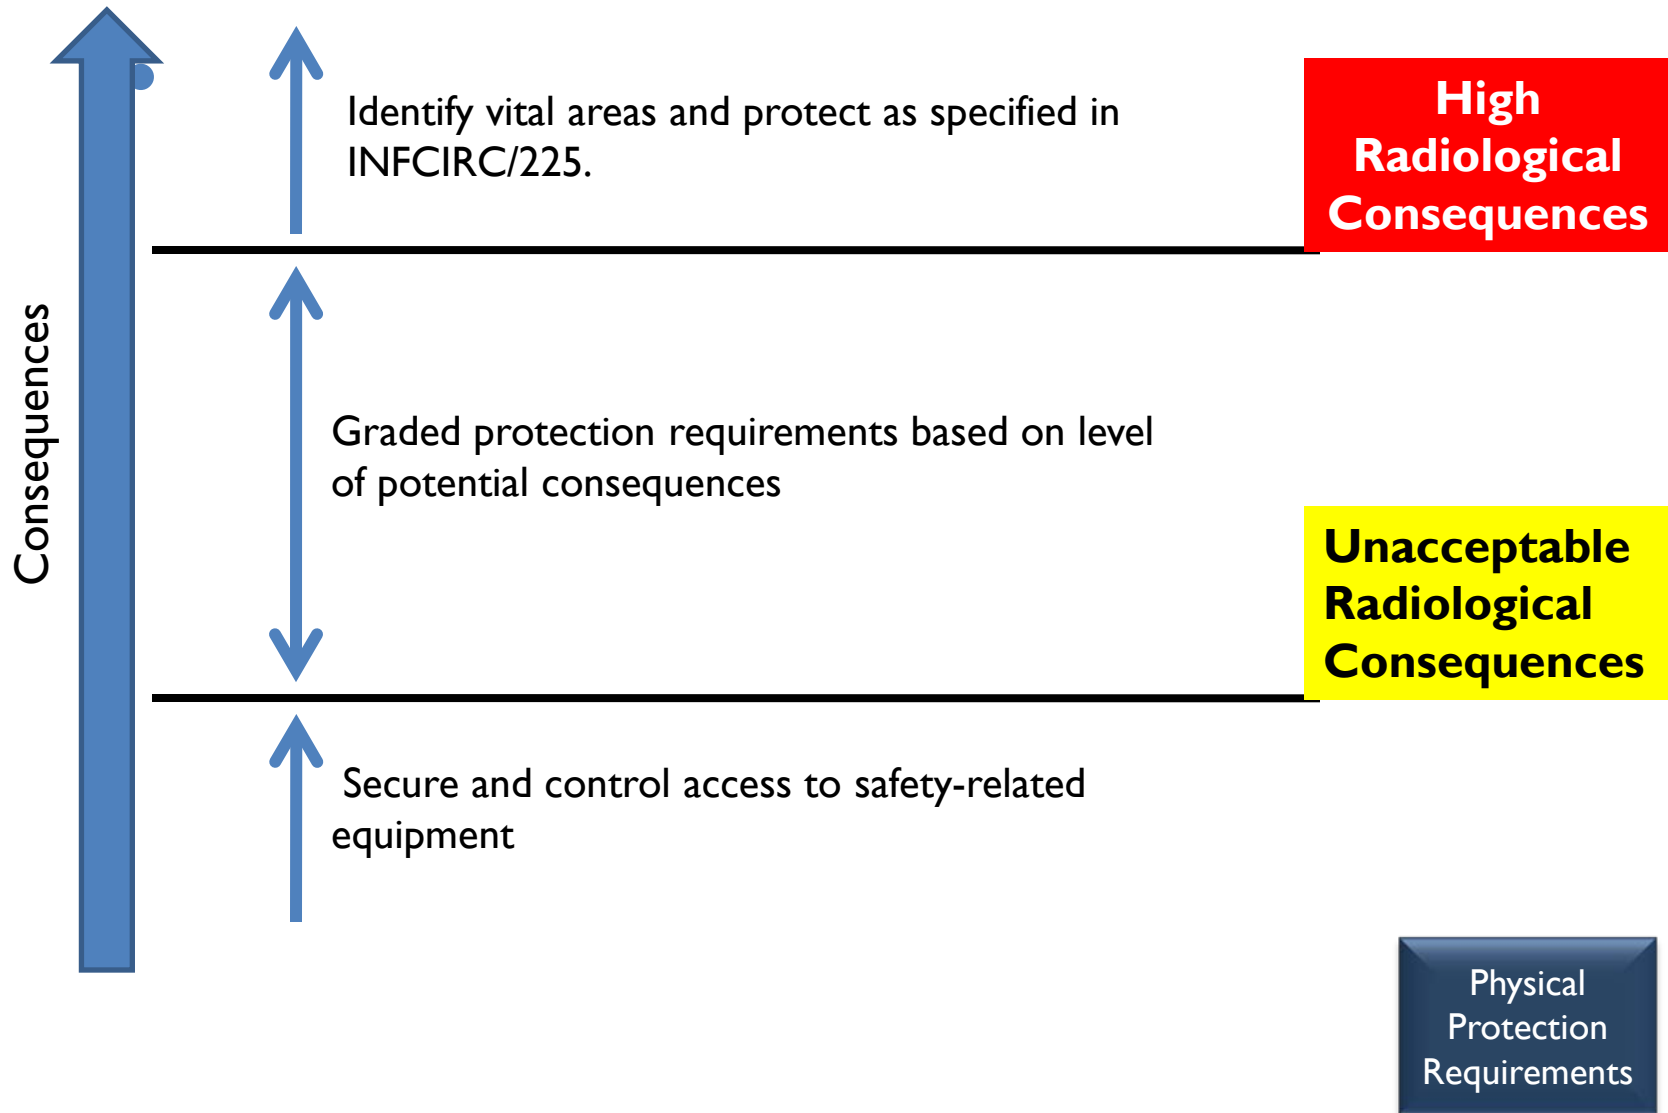 Consequences
Identify vital areas and protect as specified in
INFCIRC/225.
High
Radiological
Consequences
Graded protection requirements based on level
of potential consequences
Unacceptable
Radiological
Consequences
Secure and control access to safety-related
equipment
Physical
Protection
Requirements